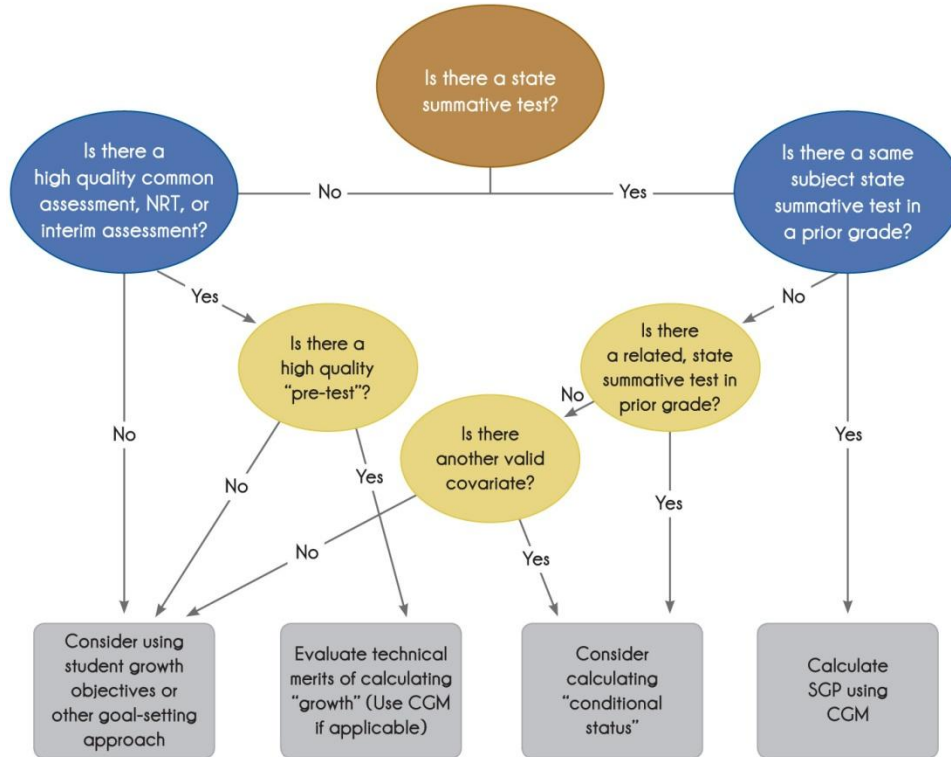 Is there a state
summative test?
Is there a
high quality common
assessment, NRT, or
interim assessment?
No
Yes
Is there a same
subject state
summative test in
a prior grade?
Yes
No
Is there a
high quality
“pre-test”?
Is there
a related, state
summative test in
prior grade?
No
Is there
another valid
covariate?
No
Yes
No
Yes
Yes
No
Yes
Consider using
student growth
objectives or
other goal-setting
approach
Evaluate technical
merits of calculating
“growth” (Use CGM
if applicable)
Consider
calculating
“conditional
status”
Calculate
SGP using
CGM